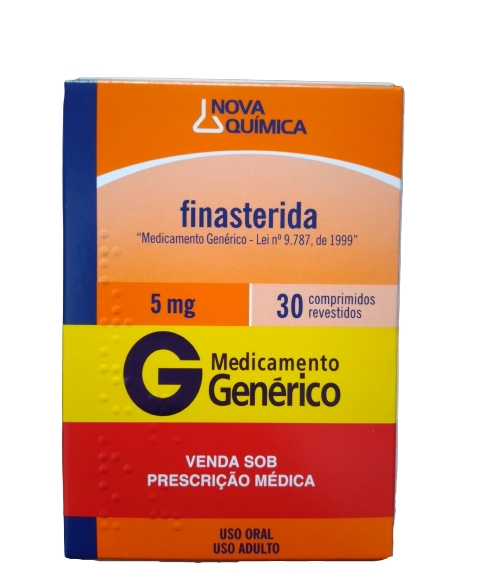 NOVA
QUÍMICA
finasterida
"Medicamento Genérico - Lei nº 9.787, de 1999"
5 mg
30 comprimidos
revestidos
G Medicamento
Genérico
VENDA SOB
PRESCRIÇÃO MÉDICA
USO ORAL
USO ADULTO